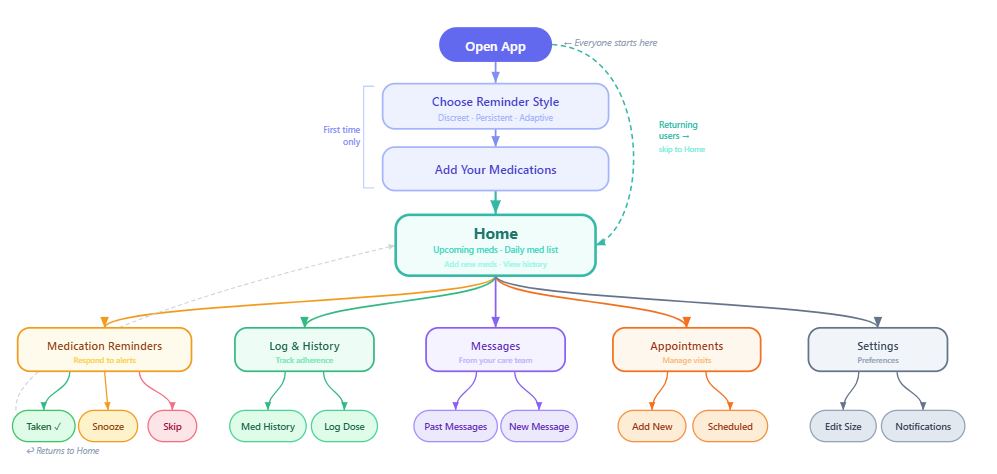 Open App
← Everyone starts here
Choose Reminder Style
Discreet · Persistent · Adaptive
First time
only
Returning
users →
skip to Home
Add Your Medications
Home
Upcoming meds · Daily med list
Add new meds · View history
Medication Reminders
Respond to alerts
Log & History
Track adherence
Messages
From your care team
Appointments
Manage visits
Settings
Preferences
Taken ✓
Snooze
Skip
Med History
Log Dose
Past Messages
New Message
Add New
Scheduled
Edit Size
Notifications
↩ Returns to Home